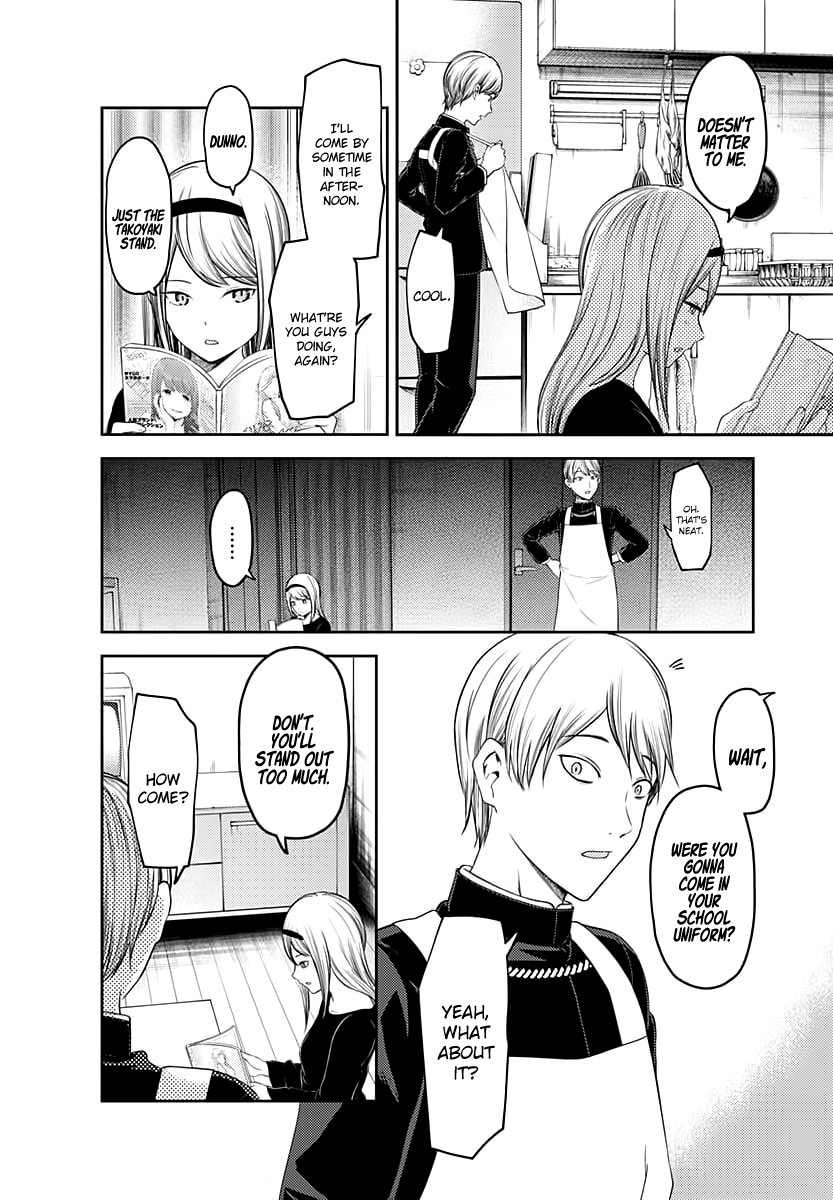 DOESN'T
MATTER
TO ME.
COOL.
I'LL
COME BY
SOMETIME
IN THE
AFTER-
NOON.
WHAT'RE
YOU GUYS
DOING,
AGAIN?
DUNNO.
JUST THE
TAKOYAKI
STAND.
OH.
THAT'S
NEAT.
........
WAIT,
WERE YOU
GONNA
COME IN
YOUR
SCHOOL
UNIFORM?
YEAH,
WHAT
ABOUT
IT?
DON'T.
YOU'LL
STAND OUT
TOO MUCH.
HOW
COME?